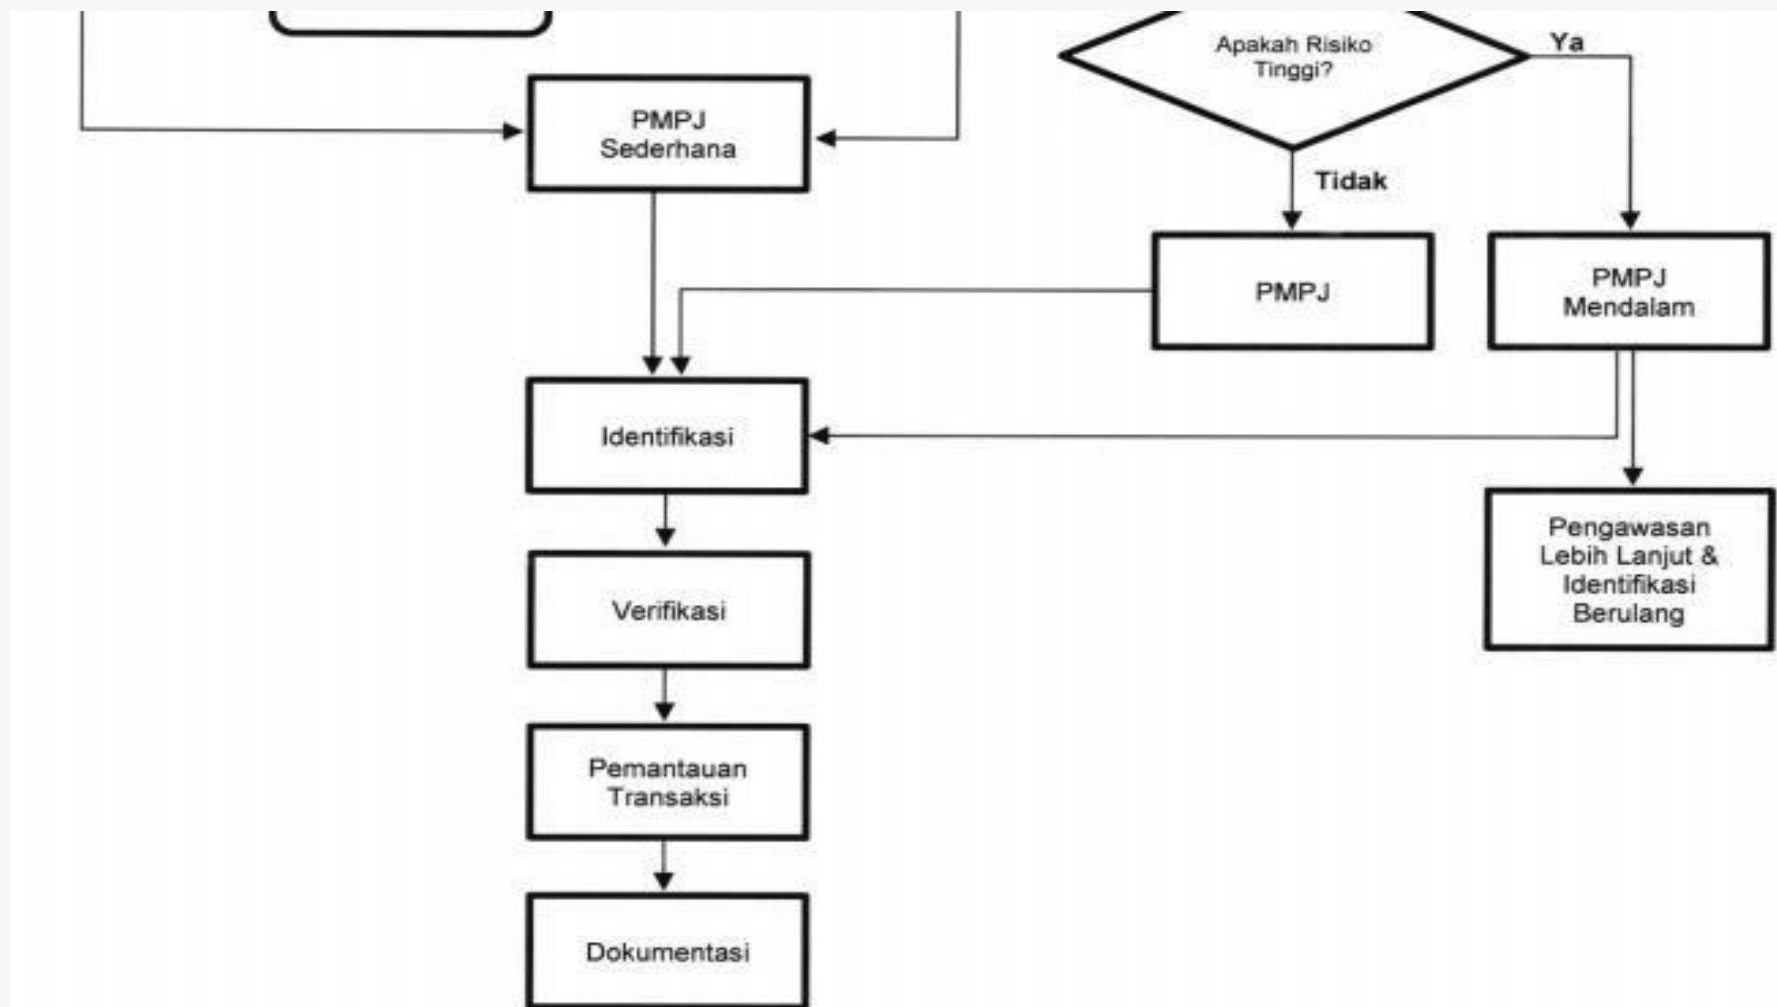 Apakah Risiko
Tinggi?
Ya
PMPJ
Sederhana
Tidak
PMPJ
PMPJ
Mendalam
Identifikasi
Pengawasan
Lebih Lanjut &
Identifikasi
Berulang
Verifikasi
Pemantauan
Transaksi
Dokumentasi